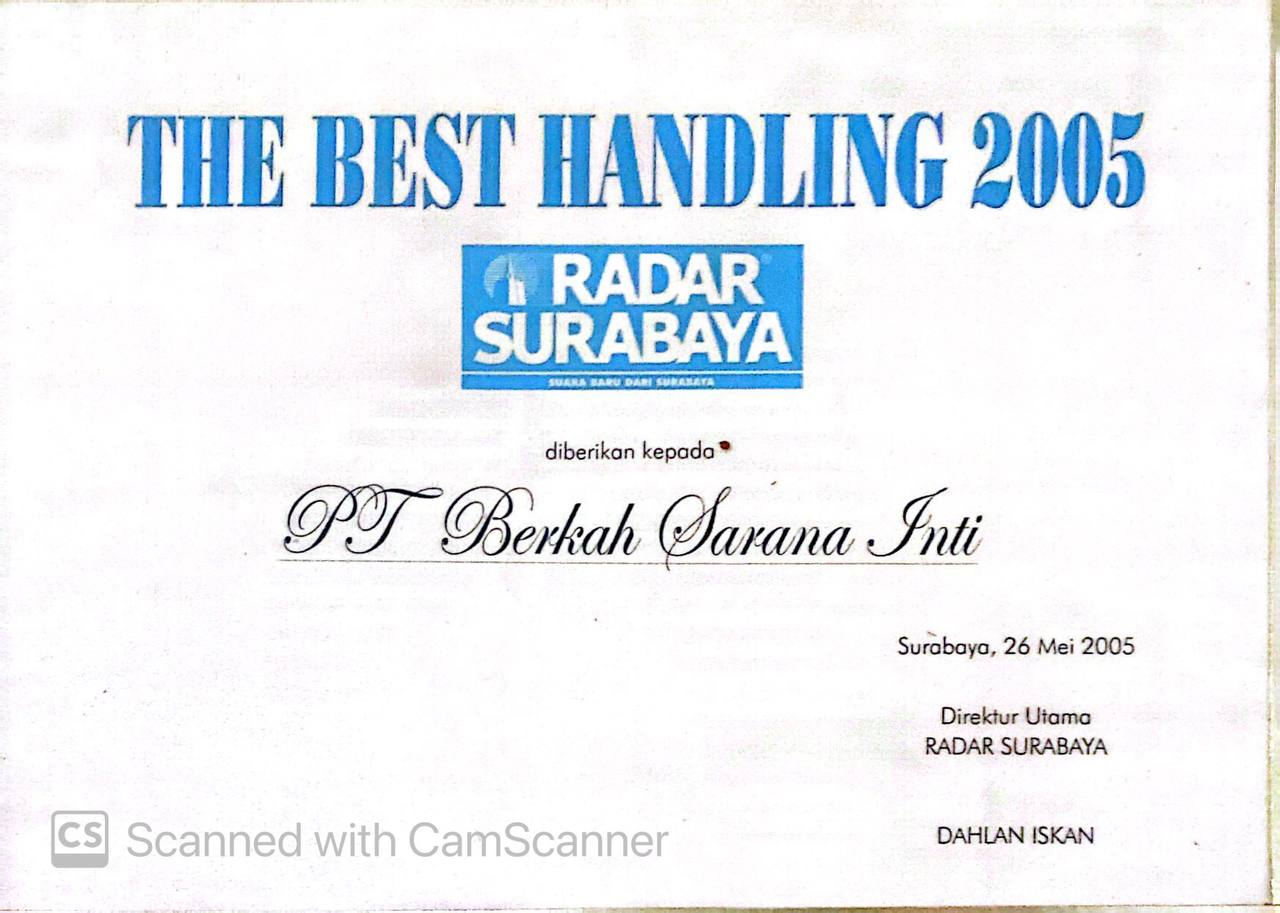 THE BEST HANDLING 2005
RADAR
SURABAYA
SUARA BARU DARI SURABAYA
diberikan kepada
PT Berkah Sarana Inti
Surabaya, 26 Mei 2005
Direktur Utama
RADAR SURABAYA
DAHLAN ISKAN
CS Scanned with CamScanner